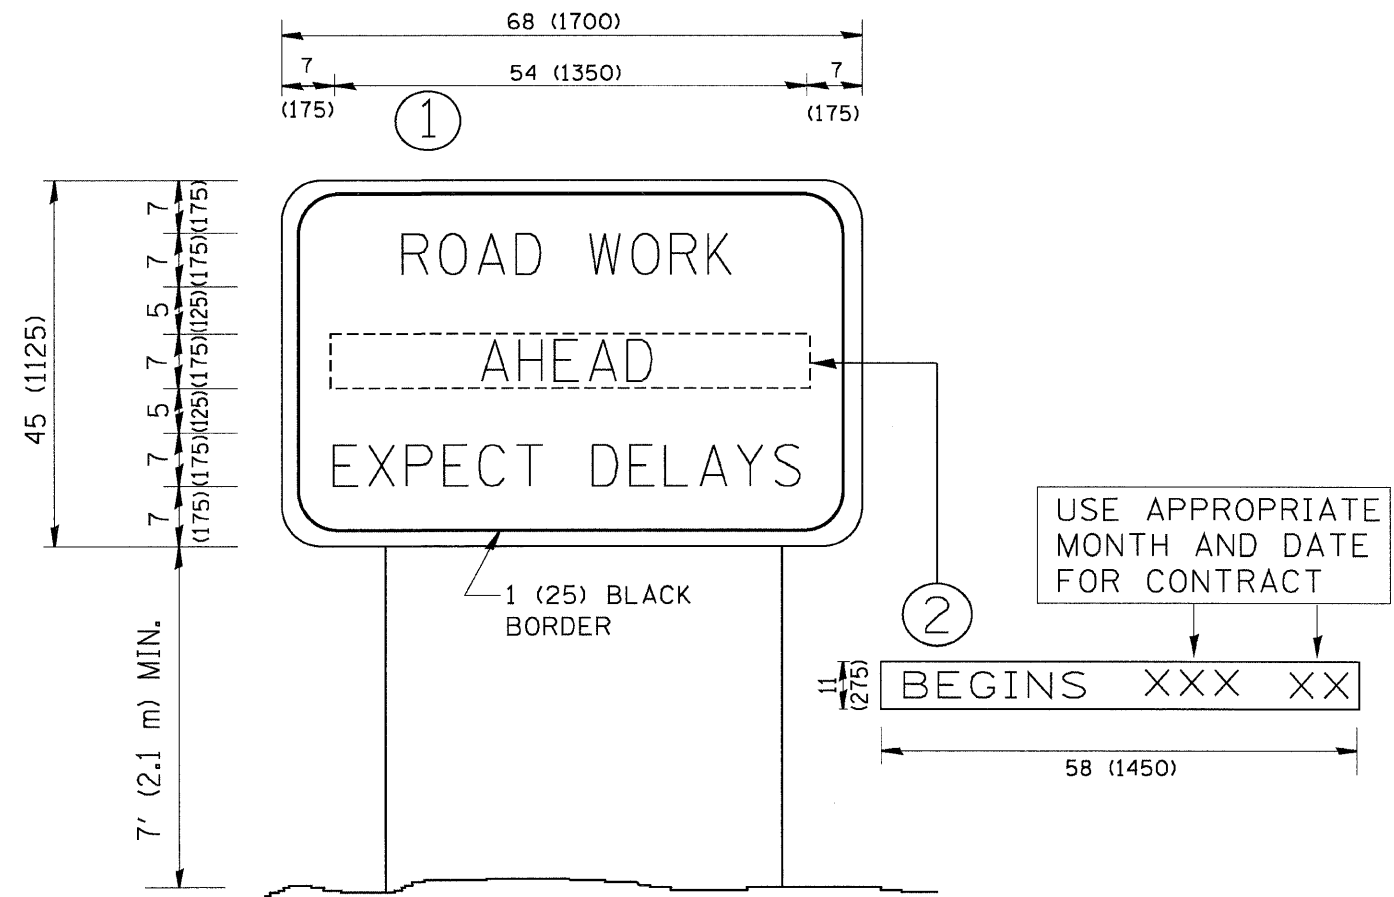 68 (1700)
7
54 (1350)
7
(175)
(175)
1
7
(175)
7
(175)
5
(125)
7
(175)
5
(125)
7
(175)
7
(175)
45 (1125)
ROAD WORK
AHEAD
EXPECT DELAYS
1 (25) BLACK
BORDER
7' (2.1 m) MIN.
2
USE APPROPRIATE
MONTH AND DATE
FOR CONTRACT
11
(275)
BEGINS XXX XX
58 (1450)